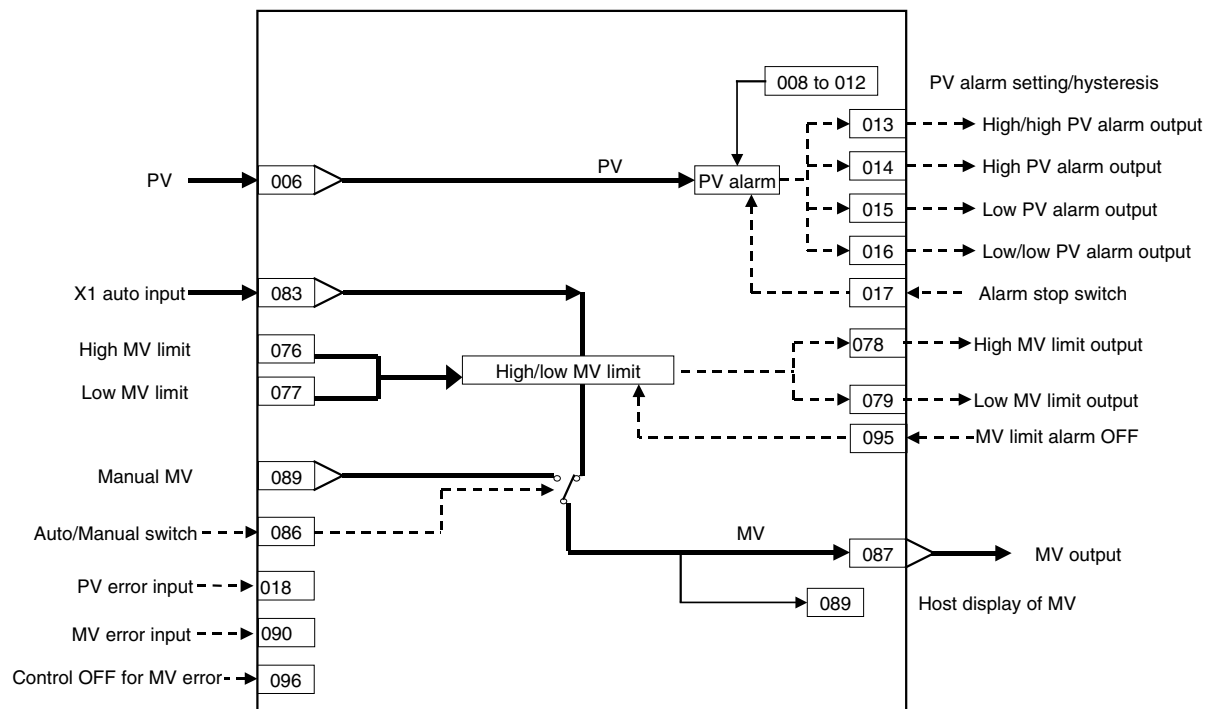 008 to 012 PV alarm setting/hysteresis
013 High/high PV alarm output
PV 006 PV PV alarm 014 High PV alarm output
015 Low PV alarm output
016 Low/low PV alarm output
X1 auto input 083 017 Alarm stop switch
High MV limit 076 078 High MV limit output
High/low MV limit
Low MV limit 077 079 Low MV limit output
095 MV limit alarm OFF
Manual MV 089
Auto/Manual switch 086
MV 087 MV output
PV error input 018
089 Host display of MV
MV error input 090
Control OFF for MV error 096